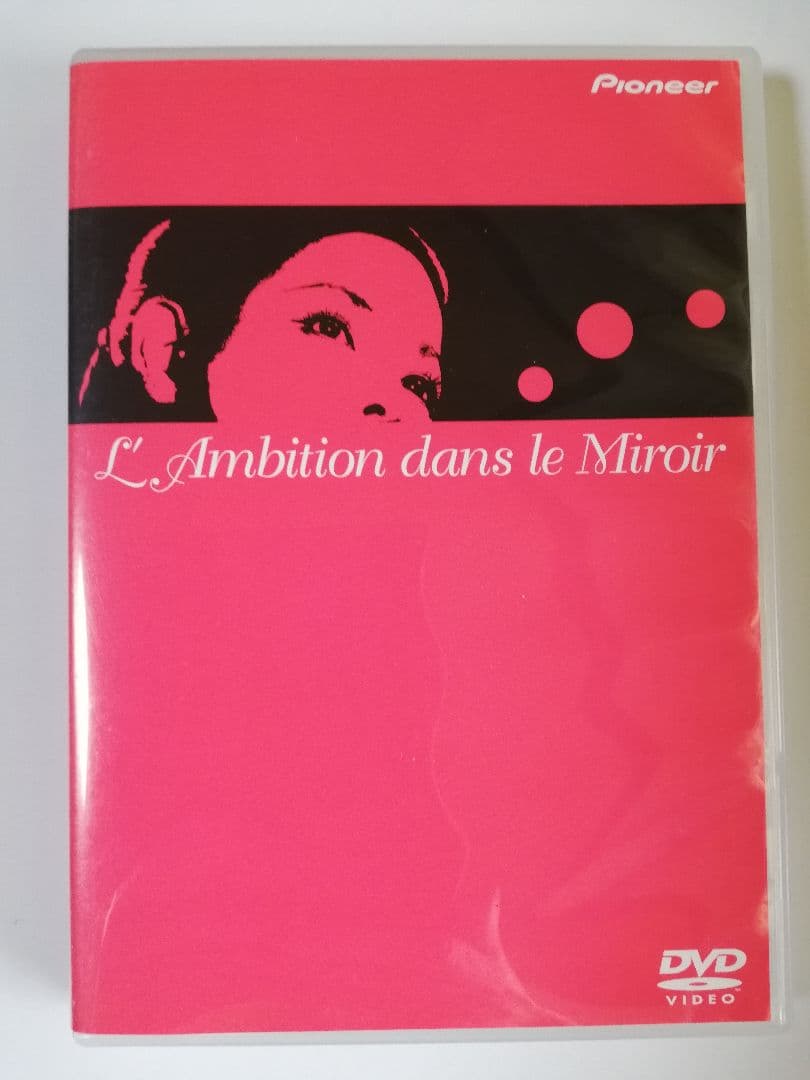 Pioneer
L'Ambition dans le Miroir
DVD
VIDEO